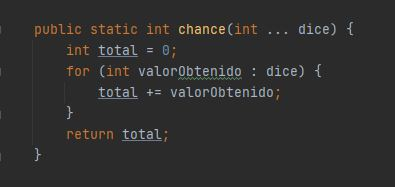 public static int chance(int ... dice) {
    int total = 0;
    for (int valorObtenido : dice) {
        total += valorObtenido;
    }
    return total;
}